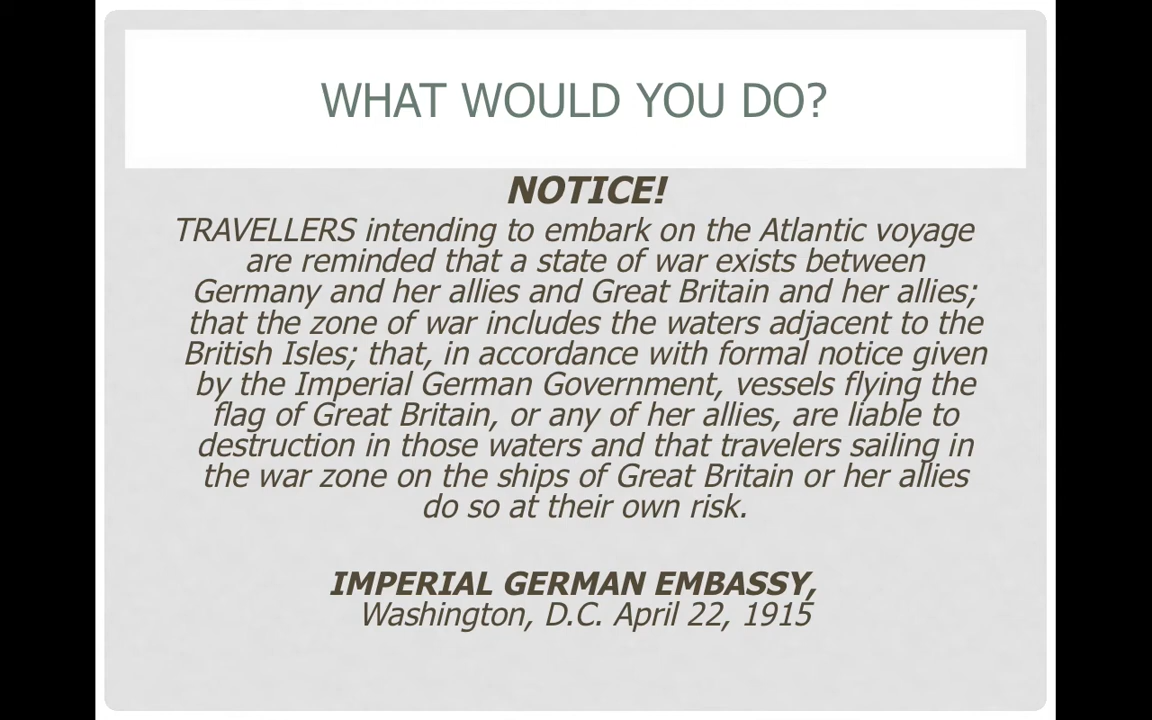 WHAT WOULD YOU DO?
NOTICE!
TRAVELLERS intending to embark on the Atlantic voyage
are reminded that a state of war exists between
Germany and her allies and Great Britain and her allies;
that the zone of war includes the waters adjacent to the
British Isles; that, in accordance with formal notice given
by the Imperial German Government, vessels flying the
flag of Great Britain, or any of her allies, are liable to
destruction in those waters and that travelers sailing in
the war zone on the ships of Great Britain or her allies
do so at their own risk.
IMPERIAL GERMAN EMBASSY,
Washington, D.C. April 22, 1915